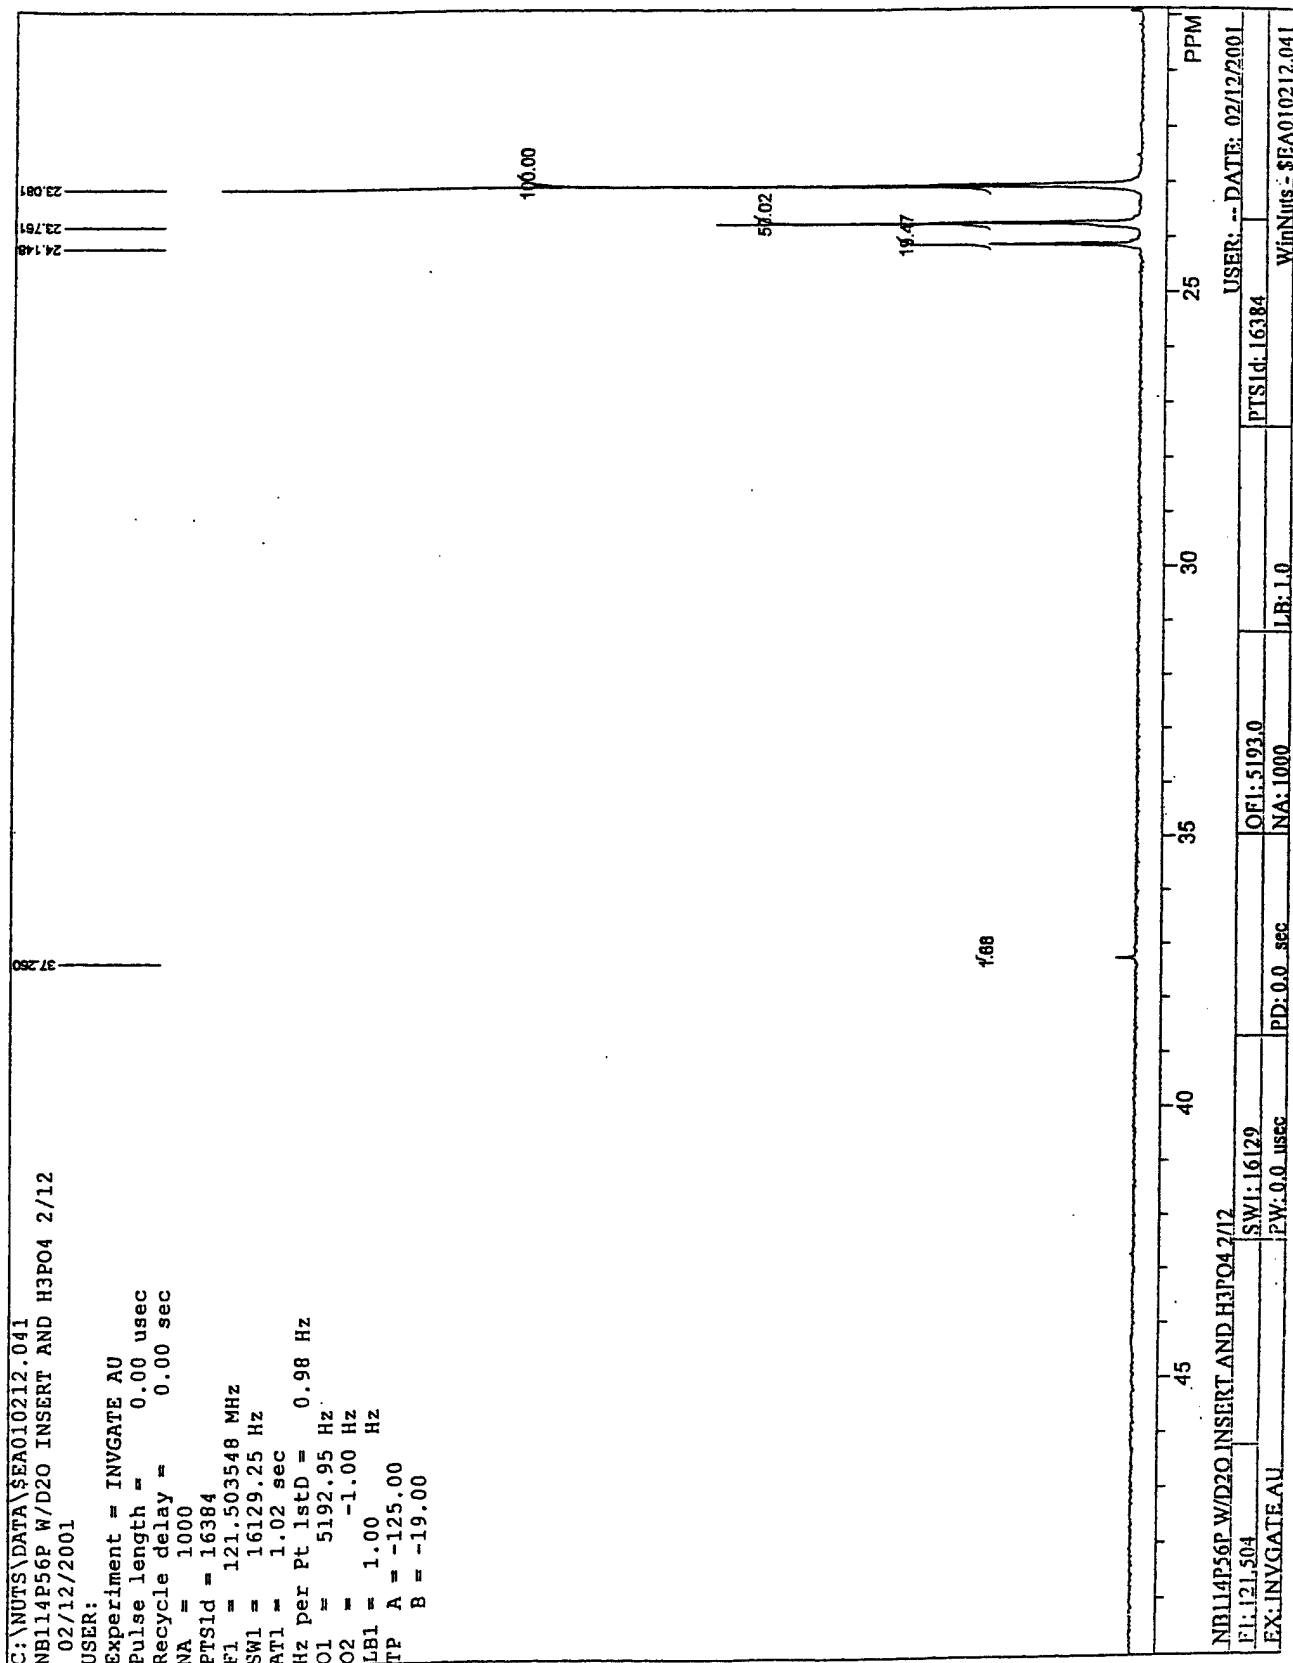 C:\NUTS\DATA\$EA010212.041
NB114P56P W/D2O INSERT AND H3PO4 2/12
02/12/2001
USER:
Experiment = INVGATE AU
Pulse length = 0.00 usec
Recycle delay = 0.00 sec
NA = 1000
PTS1d = 16384
F1 = 121.503548 MHz
SW1 = 16129.25 Hz
AT1 = 1.02 sec
Hz per Pt 1stD = 0.98 Hz
O1 = 5192.95 Hz
O2 = -1.00 Hz
LB1 = 1.00 Hz
TP A = -125.00
B = -19.00
37.260
24.148
23.761
23.081
1.68
19.47
50.02
100.00
45 40 35 30 25 PPM
NB114P56P W/D2O INSERT AND H3PO4 2/12 USER: -- DATE: 02/12/2001
F1: 121.504 SW1: 16129 OF1: 5193.0 PTS1d: 16384
EX: INVGATE.AU PW: 0.0 usec PD: 0.0 sec NA: 1000 LB: 1.0 WinNuts - $EA010212.041